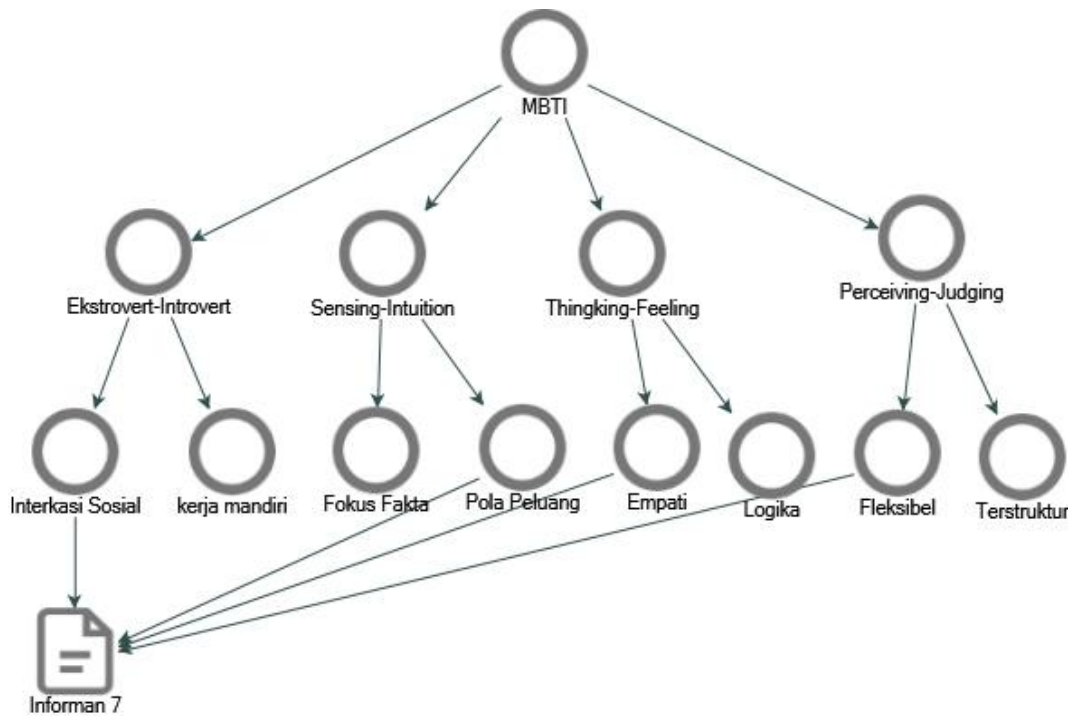 MBTI
Ekstrovert-Introvert
Sensing-Intuition
Thingking-Feeling
Perceiving-Judging
Interkasi Sosial
kerja mandiri
Fokus Fakta
Pola Peluang
Empati
Logika
Fleksibel
Terstruktur
Informan 7